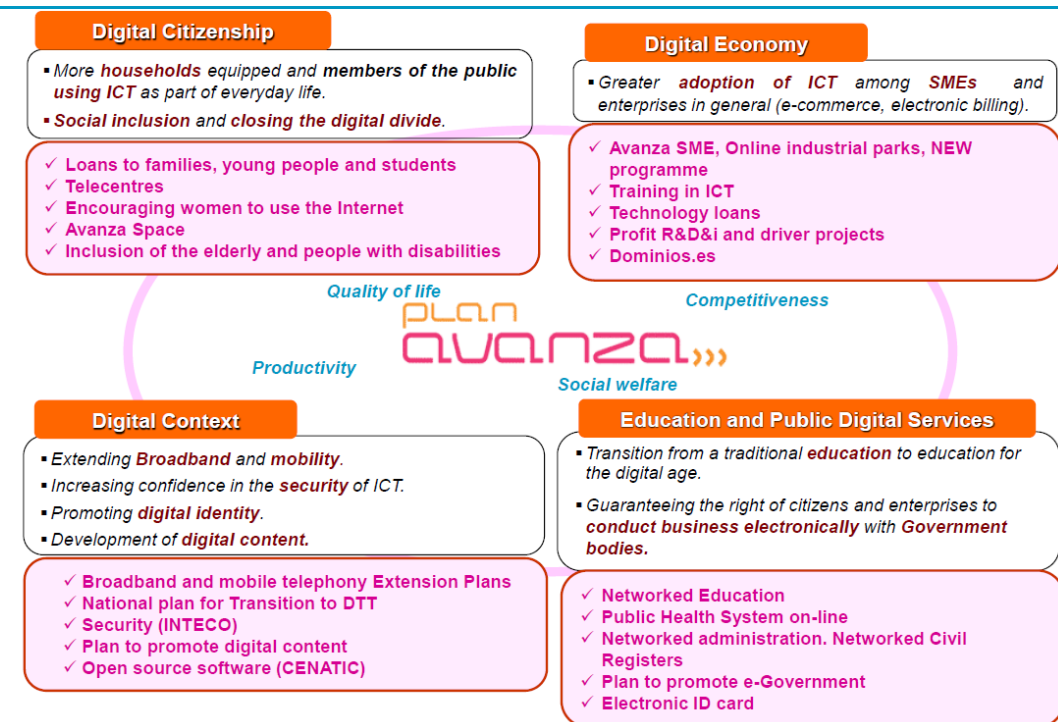 Digital Citizenship
▪ More households equipped and members of the public
using ICT as part of everyday life.
▪ Social inclusion and closing the digital divide.
✓ Loans to families, young people and students
✓ Telecentres
✓ Encouraging women to use the Internet
✓ Avanza Space
✓ Inclusion of the elderly and people with disabilities
Digital Economy
▪ Greater adoption of ICT among SMEs and
enterprises in general (e-commerce, electronic billing).
✓ Avanza SME, Online industrial parks, NEW
programme
✓ Training in ICT
✓ Technology loans
✓ Profit R&D&i and driver projects
✓ Dominios.es
Quality of life
Competitiveness
plan
avanza
Productivity
Social welfare
Digital Context
▪ Extending Broadband and mobility.
▪ Increasing confidence in the security of ICT.
▪ Promoting digital identity.
▪ Development of digital content.
✓ Broadband and mobile telephony Extension Plans
✓ National plan for Transition to DTT
✓ Security (INTECO)
✓ Plan to promote digital content
✓ Open source software (CENATIC)
Education and Public Digital Services
▪ Transition from a traditional education to education for
the digital age.
▪ Guaranteeing the right of citizens and enterprises to
conduct business electronically with Government
bodies.
✓ Networked Education
✓ Public Health System on-line
✓ Networked administration. Networked Civil
Registers
✓ Plan to promote e-Government
✓ Electronic ID card